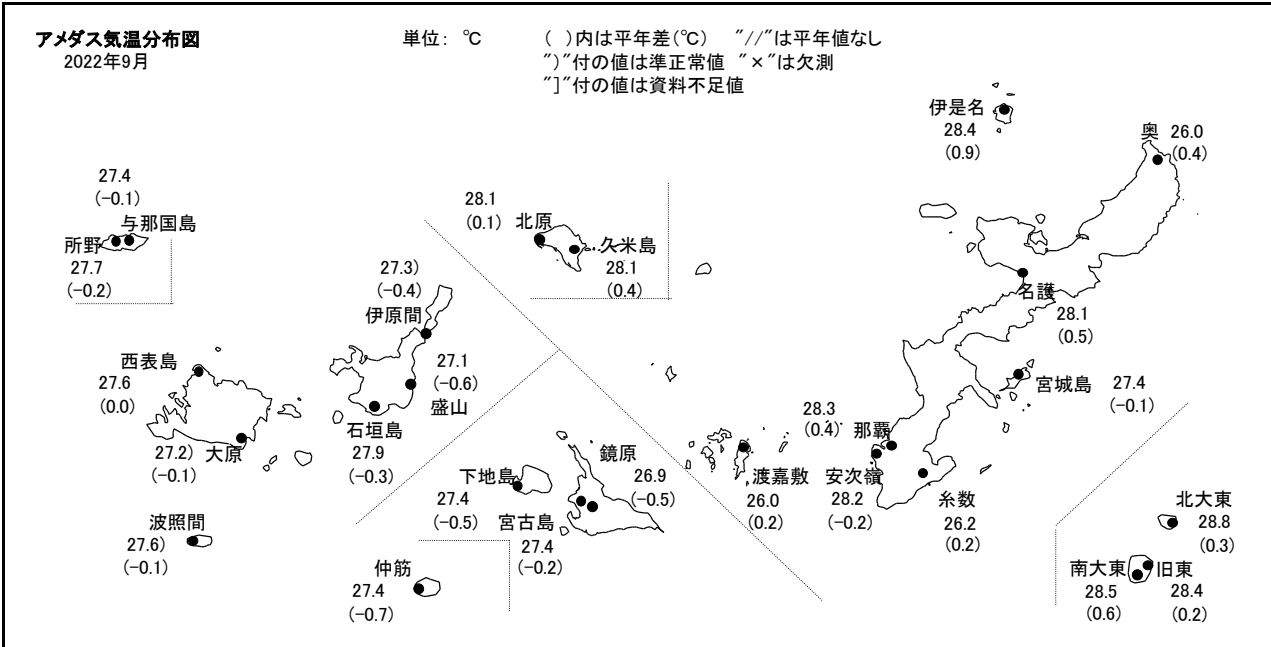 アメダス気温分布図
2022年9月
単位： ℃
( )内は平年差(℃) "//"は平年値なし
")"付の値は準正常値 "×"は欠測
"]"付の値は資料不足値
伊是名
28.4
(0.9)
奥
26.0
(0.4)
27.4
(-0.1)
与那国島
所野
27.7
(-0.2)
28.1
(0.1)
北原
久米島
28.1
(0.4)
名護
28.1
(0.5)
27.3)
(-0.4)
伊原間
27.1
(-0.6)
盛山
西表島
27.6
(0.0)
石垣島
27.9
(-0.3)
大原
27.2)
(-0.1)
波照間
27.6)
(-0.1)
宮城島
27.4
(-0.1)
28.3
(0.4)
那覇
安次嶺
28.2
(-0.2)
糸数
26.2
(0.2)
渡嘉敷
26.0
(0.2)
鏡原
26.9
(-0.5)
下地島
27.4
(-0.5)
宮古島
27.4
(-0.2)
仲筋
27.4
(-0.7)
北大東
28.8
(0.3)
南大東
28.5
(0.6)
旧東
28.4
(0.2)